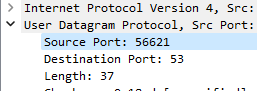 Internet Protocol Version 4, Src:
User Datagram Protocol, Src Port:
Source Port: 56621
Destination Port: 53
Length: 37